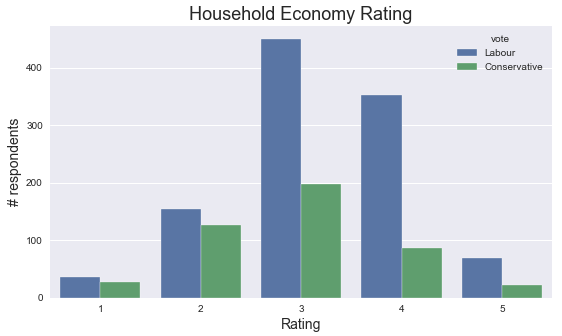 Household Economy Rating
vote
Labour
Conservative
# respondents
400
300
200
100
0
1 2 3 4 5
Rating